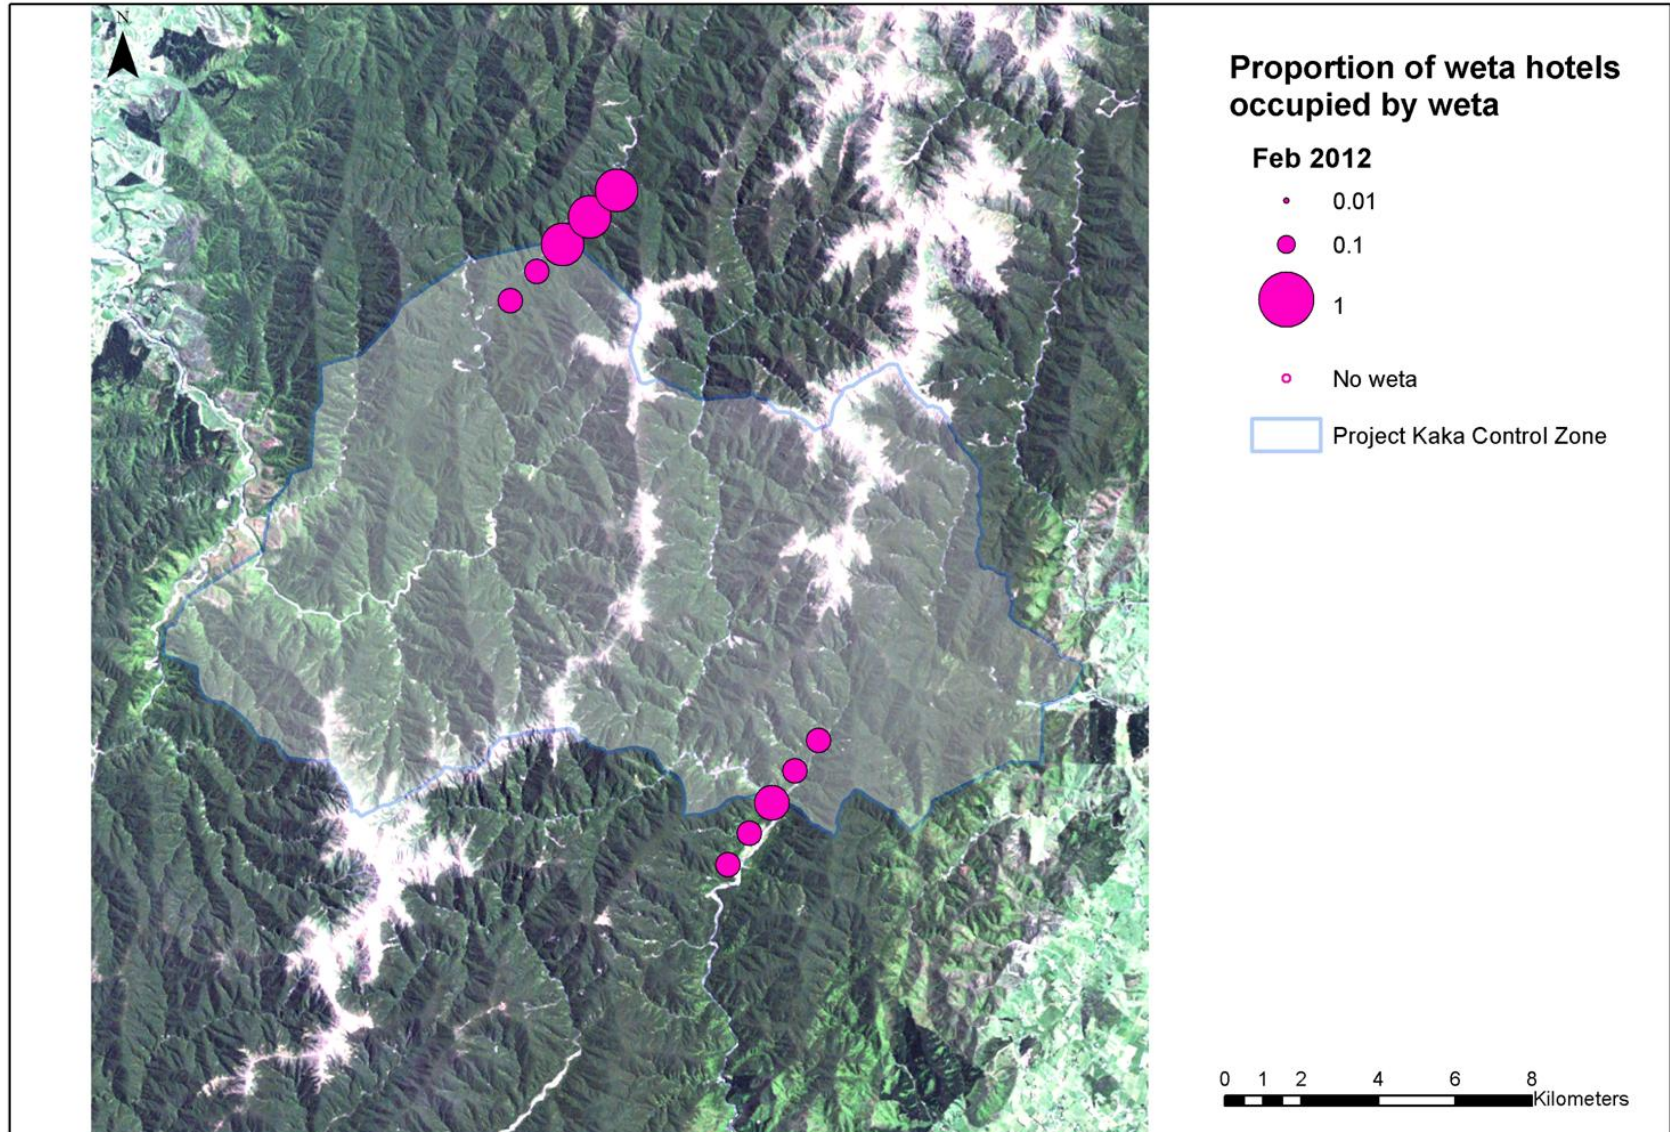 N
Proportion of weta hotels
occupied by weta
Feb 2012
0.01
0.1
1
No weta
Project Kaka Control Zone
0 1 2 4 6 8
Kilometers